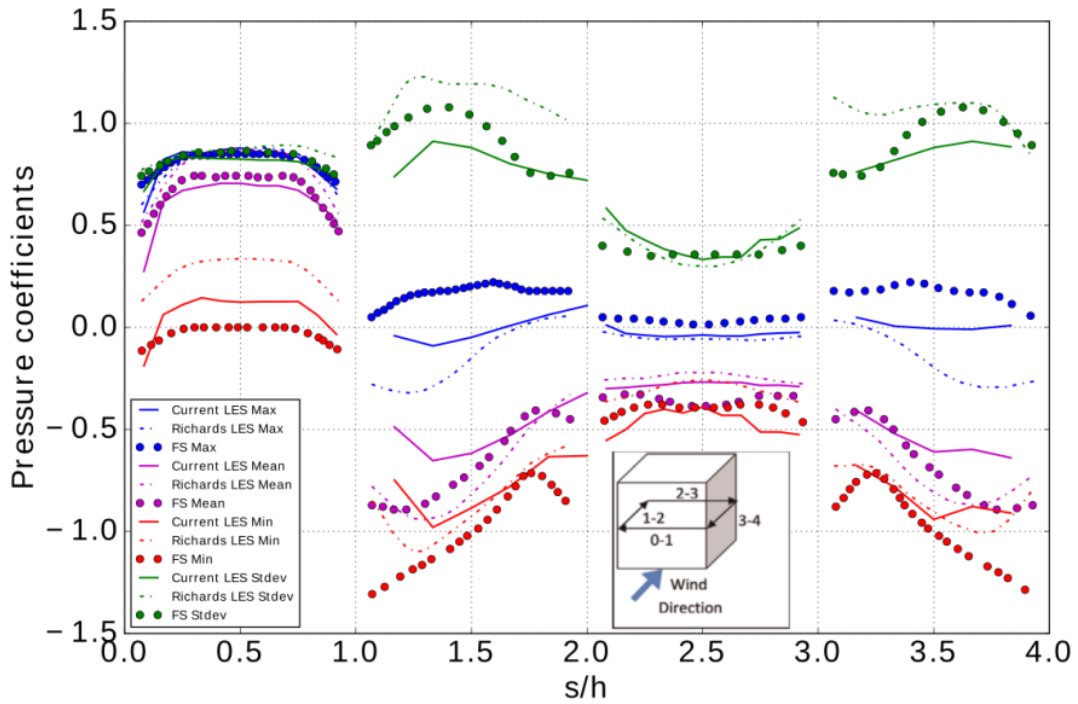 1.5
1.0
0.5
0.0
−0.5
−1.0
−1.5
Pressure coefficients
Current LES Max
Richards LES Max
FS Max
Current LES Mean
Richards LES Mean
FS Mean
Current LES Min
Richards LES Min
FS Min
Current LES Stdev
Richards LES Stdev
FS Stdev
2-3
1-2
3-4
0-1
Wind
Direction
0.0 0.5 1.0 1.5 2.0 2.5 3.0 3.5 4.0
s/h